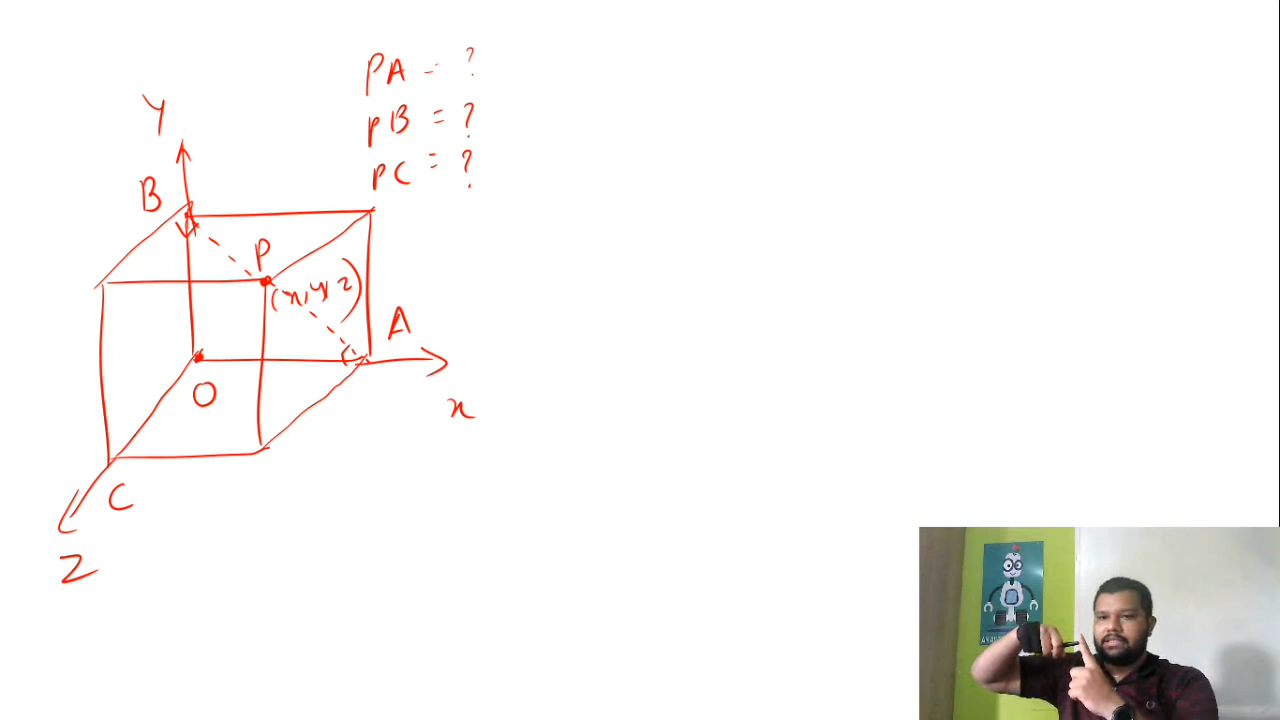 PA = ?
Y
PB = ?
PC = ?
B
P
(x, y, z)
A
O
x
C
Z